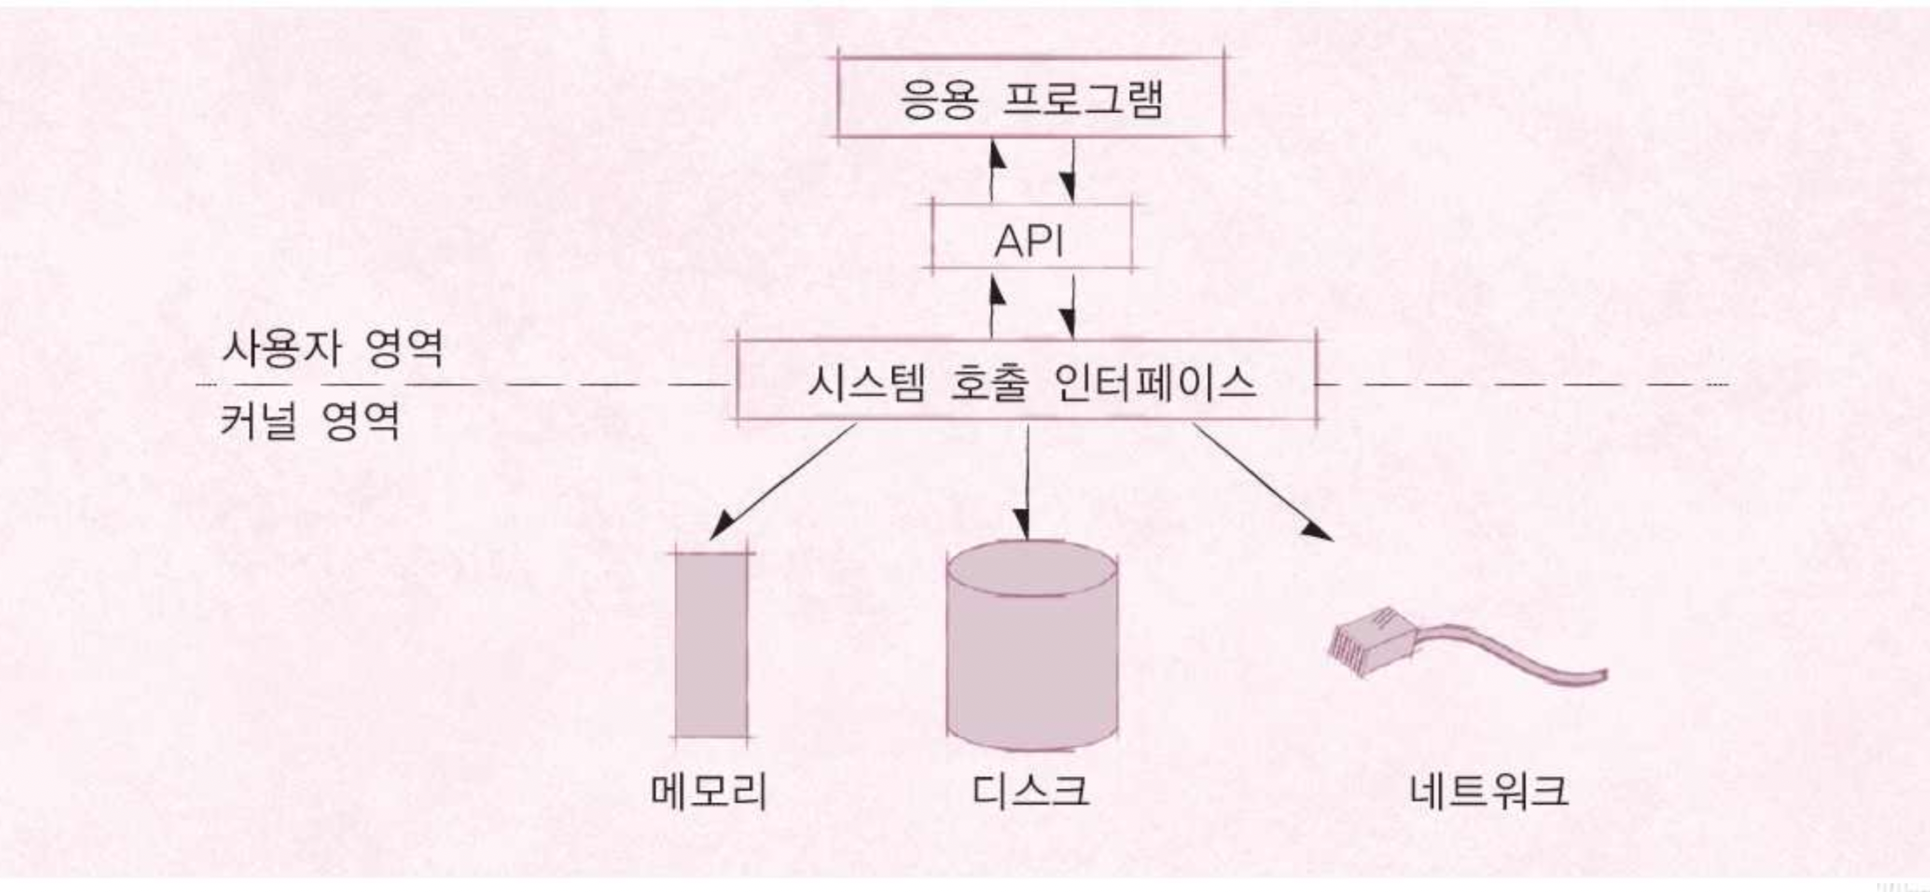 응용 프로그램
API
사용자 영역
시스템 호출 인터페이스
커널 영역
메모리
디스크
네트워크